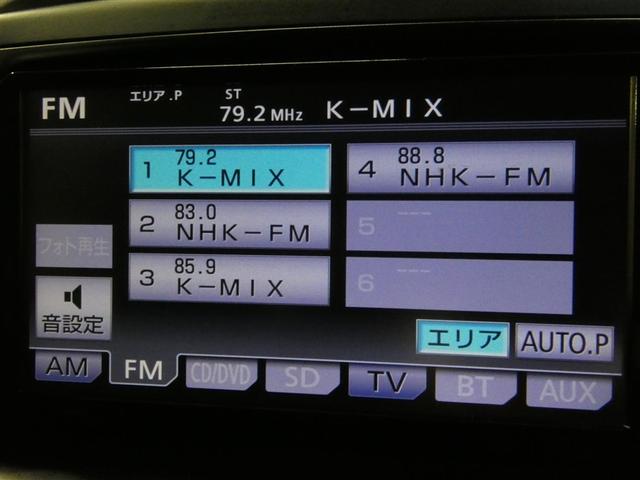 FM エリア.P ST 79.2 MHz K-MIX
1 79.2 K-MIX
4 88.8 NHK-FM
2 83.0 NHK-FM
5 ---
3 85.9 K-MIX
6 ---
フォト再生
音設定
エリア AUTO.P
AM FM CD/DVD SD TV BT AUX